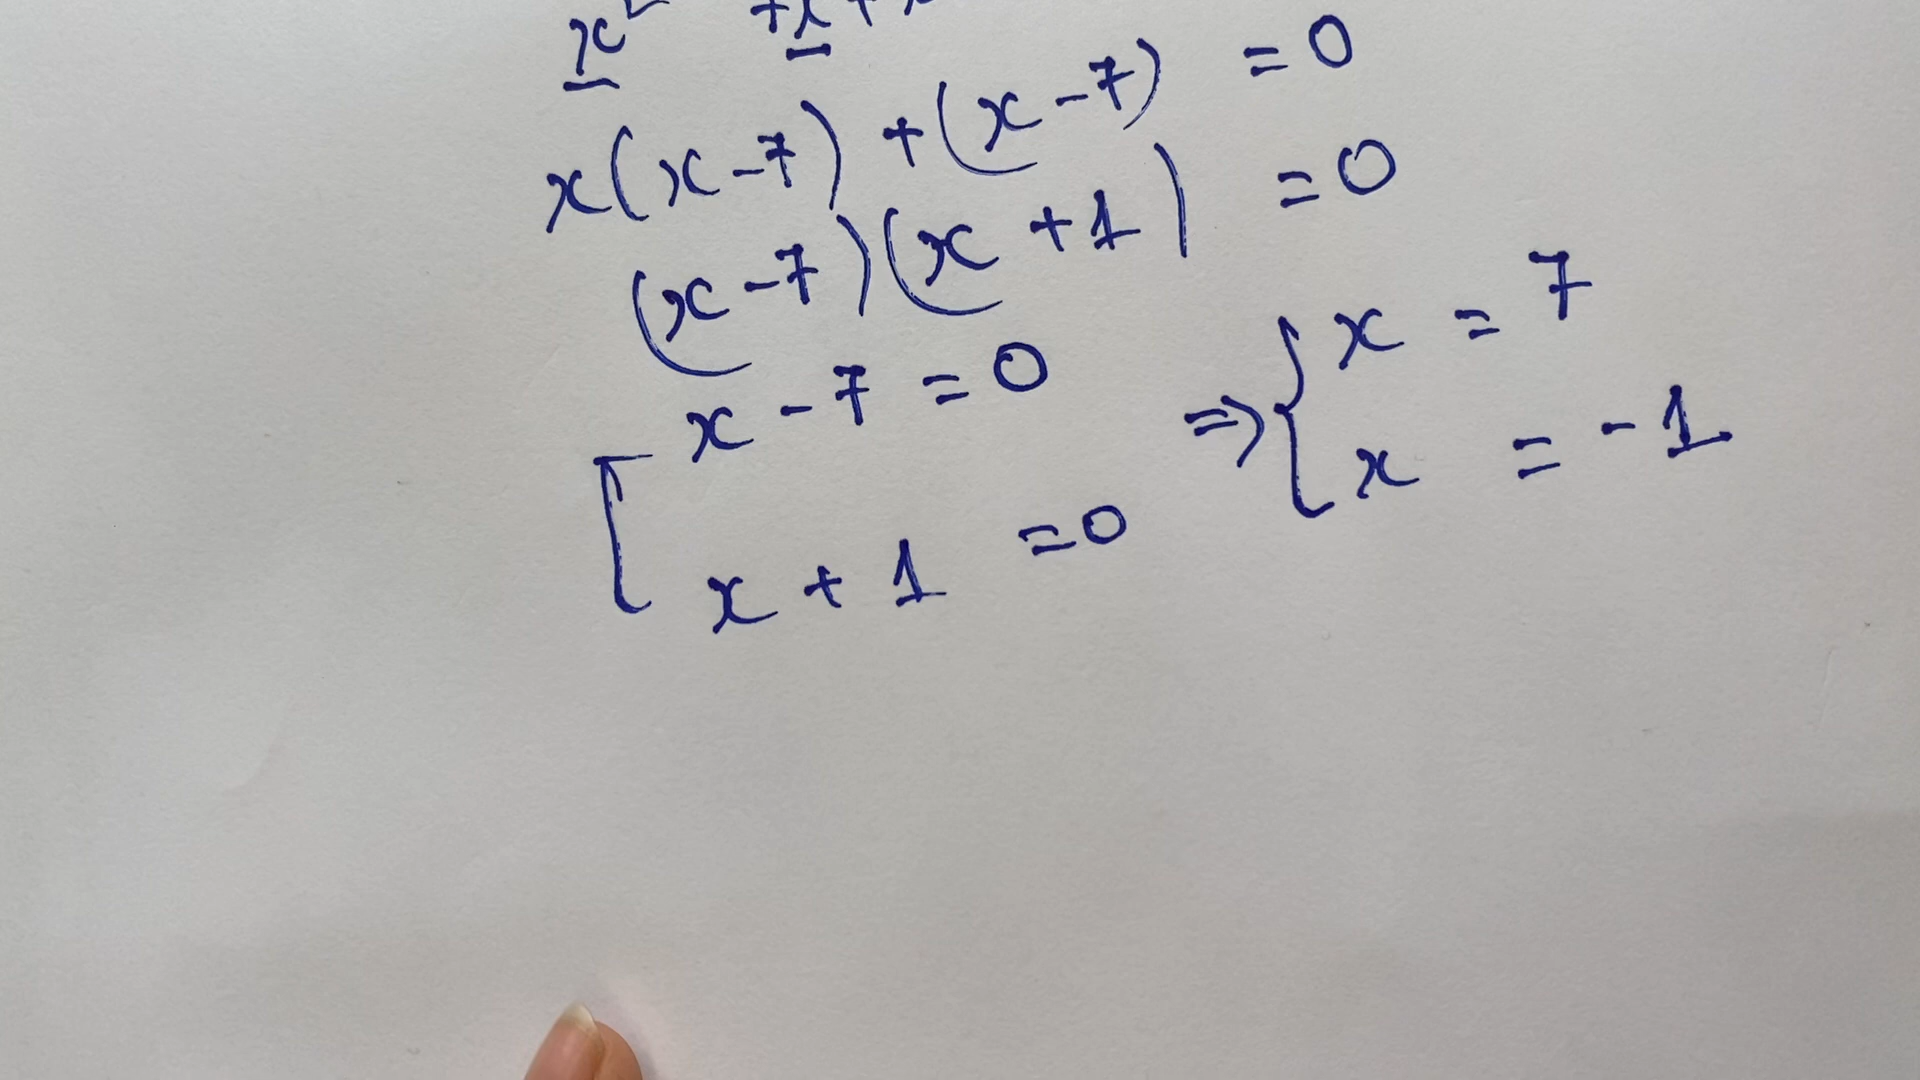 x(x-7) + (x-7) = 0
(x-7)(x+1) = 0
[ x-7 = 0 => { x = 7
x+1 = 0 x = -1